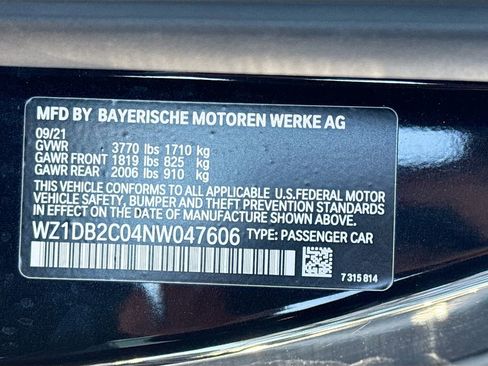 MFD BY BAYERISCHE MOTOREN WERKE AG
09/21
GVWR 3770 lbs 1710 kg
GAWR FRONT 1819 lbs 825 kg
GAWR REAR 2006 lbs 910 kg
THIS VEHICLE CONFORMS TO ALL APPLICABLE U.S.FEDERAL MOTOR
VEHICLE SAFETY, BUMPER AND THEFT PREVENTION STANDARDS
IN EFFECT ON THE DATE OF MANUFACTURE SHOWN ABOVE.
WZ1DB2C04NW047606 TYPE: PASSENGER CAR
7 315 814